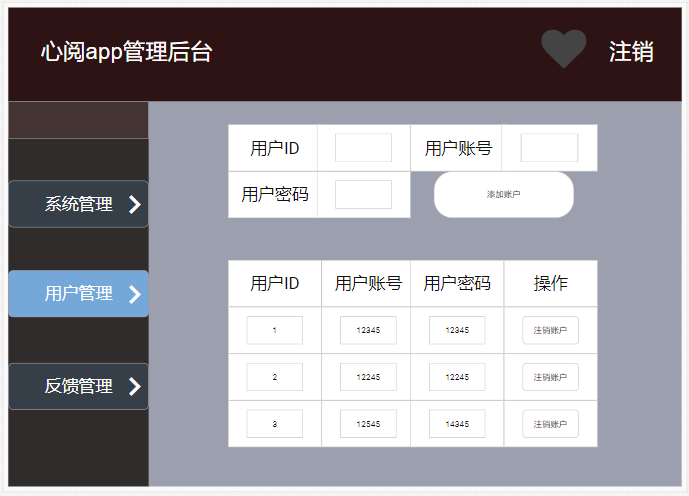 心阅app管理后台
注销
系统管理
用户管理
反馈管理
用户ID 用户账号
用户密码 添加账户
用户ID 用户账号 用户密码 操作
1 12345 12345 注销账户
2 12245 12245 注销账户
3 12545 14345 注销账户